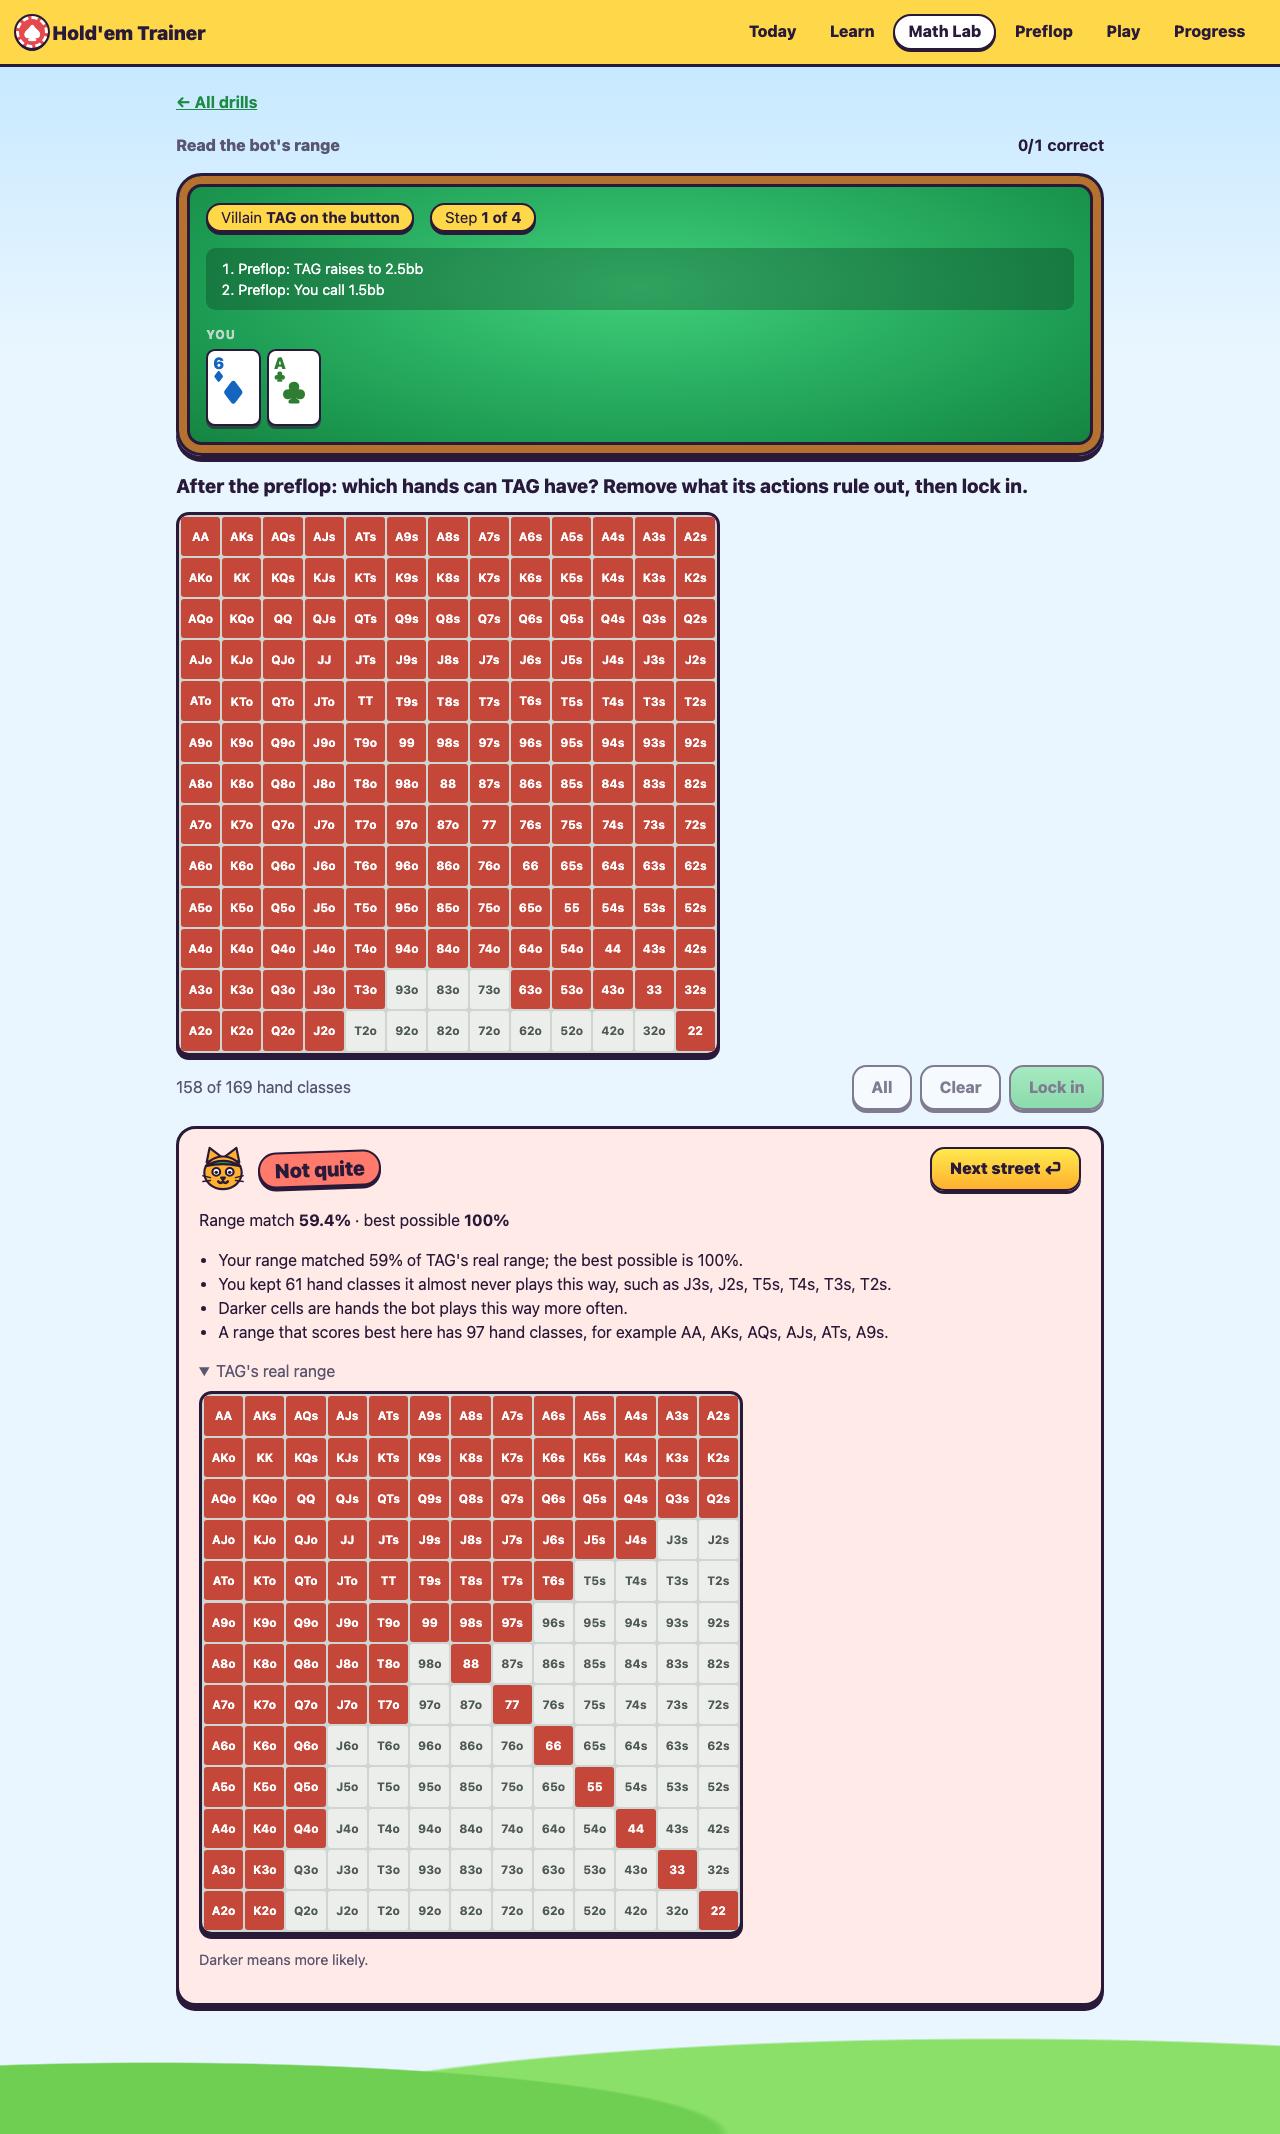 Hold'em Trainer
Today Learn Math Lab Preflop Play Progress
← All drills
Read the bot's range 0/1 correct
Villain TAG on the button Step 1 of 4
1. Preflop: TAG raises to 2.5bb
2. Preflop: You call 1.5bb
YOU
6 A
After the preflop: which hands can TAG have? Remove what its actions rule out, then lock in.
AA AKs AQs AJs ATs A9s A8s A7s A6s A5s A4s A3s A2s
AKo KK KQs KJs KTs K9s K8s K7s K6s K5s K4s K3s K2s
AQo KQo QQ QJs QTs Q9s Q8s Q7s Q6s Q5s Q4s Q3s Q2s
AJo KJo QJo JJ JTs J9s J8s J7s J6s J5s J4s J3s J2s
ATo KTo QTo JTo TT T9s T8s T7s T6s T5s T4s T3s T2s
A9o K9o Q9o J9o T9o 99 98s 97s 96s 95s 94s 93s 92s
A8o K8o Q8o J8o T8o 98o 88 87s 86s 85s 84s 83s 82s
A7o K7o Q7o J7o T7o 97o 87o 77 76s 75s 74s 73s 72s
A6o K6o Q6o J6o T6o 96o 86o 76o 66 65s 64s 63s 62s
A5o K5o Q5o J5o T5o 95o 85o 75o 65o 55 54s 53s 52s
A4o K4o Q4o J4o T4o 94o 84o 74o 64o 54o 44 43s 42s
A3o K3o Q3o J3o T3o 93o 83o 73o 63o 53o 43o 33 32s
A2o K2o Q2o J2o T2o 92o 82o 72o 62o 52o 42o 32o 22
158 of 169 hand classes All Clear Lock in
Not quite Next street ⏎
Range match 59.4% · best possible 100%
• Your range matched 59% of TAG's real range; the best possible is 100%.
• You kept 61 hand classes it almost never plays this way, such as J3s, J2s, T5s, T4s, T3s, T2s.
• Darker cells are hands the bot plays this way more often.
• A range that scores best here has 97 hand classes, for example AA, AKs, AQs, AJs, ATs, A9s.
▼ TAG's real range
AA AKs AQs AJs ATs A9s A8s A7s A6s A5s A4s A3s A2s
AKo KK KQs KJs KTs K9s K8s K7s K6s K5s K4s K3s K2s
AQo KQo QQ QJs QTs Q9s Q8s Q7s Q6s Q5s Q4s Q3s Q2s
AJo KJo QJo JJ JTs J9s J8s J7s J6s J5s J4s J3s J2s
ATo KTo QTo JTo TT T9s T8s T7s T6s T5s T4s T3s T2s
A9o K9o Q9o J9o T9o 99 98s 97s 96s 95s 94s 93s 92s
A8o K8o Q8o J8o T8o 98o 88 87s 86s 85s 84s 83s 82s
A7o K7o Q7o J7o T7o 97o 87o 77 76s 75s 74s 73s 72s
A6o K6o Q6o J6o T6o 96o 86o 76o 66 65s 64s 63s 62s
A5o K5o Q5o J5o T5o 95o 85o 75o 65o 55 54s 53s 52s
A4o K4o Q4o J4o T4o 94o 84o 74o 64o 54o 44 43s 42s
A3o K3o Q3o J3o T3o 93o 83o 73o 63o 53o 43o 33 32s
A2o K2o Q2o J2o T2o 92o 82o 72o 62o 52o 42o 32o 22
Darker means more likely.